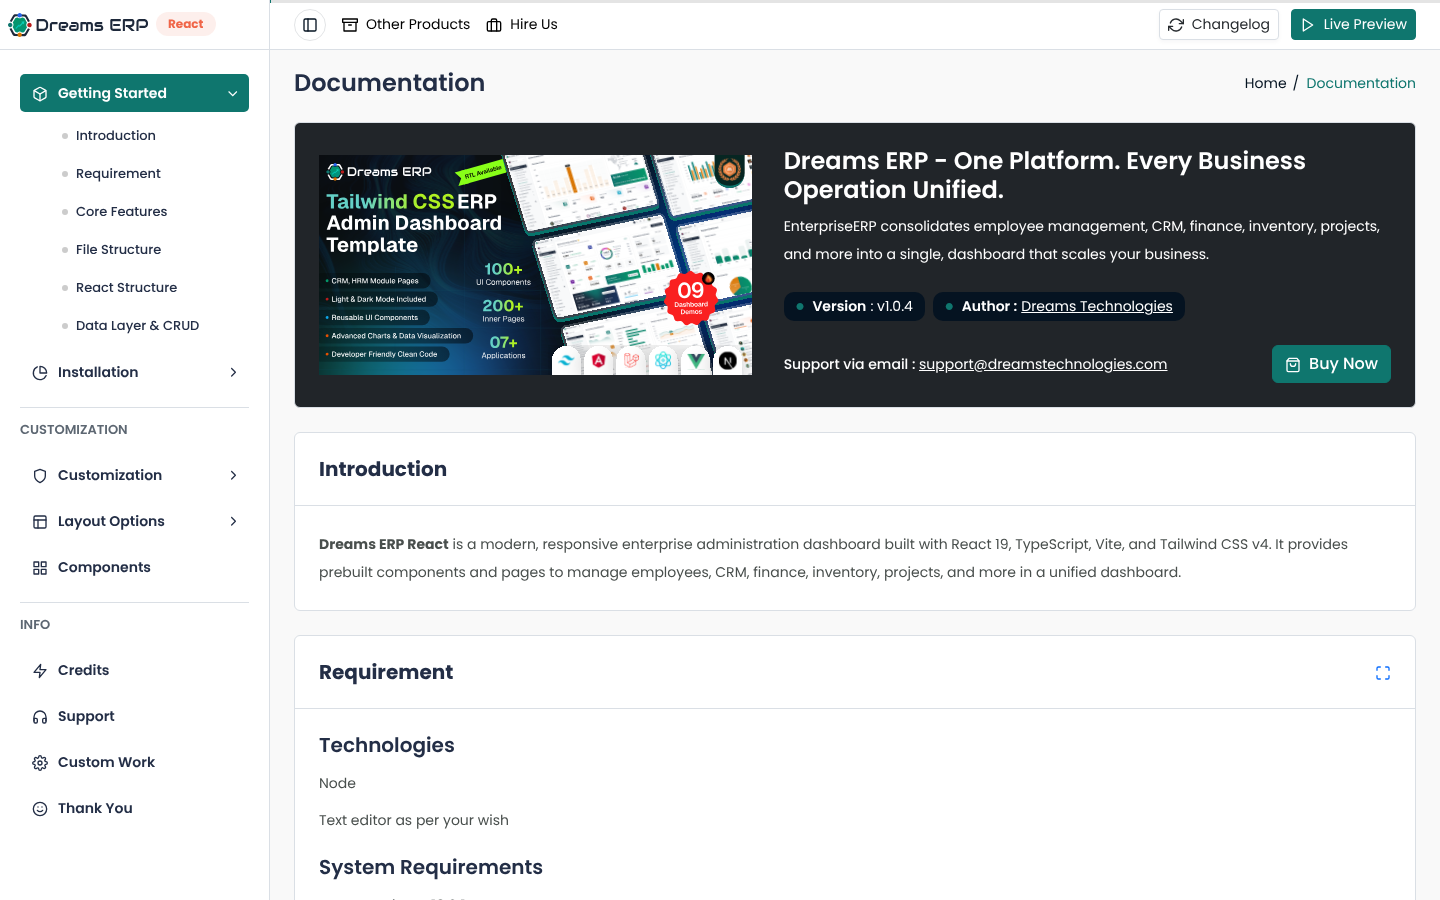 Dreams ERP
React
Other Products
Hire Us
Changelog
Live Preview
Getting Started
Introduction
Requirement
Core Features
File Structure
React Structure
Data Layer & CRUD
Installation
CUSTOMIZATION
Customization
Layout Options
Components
INFO
Credits
Support
Custom Work
Thank You
Documentation
Home / Documentation
Dreams ERP
RTL Available
Tailwind CSS ERP
Admin Dashboard
Template
CRM, HRM Module Pages
Light & Dark Mode Included
Reusable UI Components
Advanced Charts & Data Visualization
Developer Friendly Clean Code
100+
UI Components
200+
Inner Pages
07+
Applications
09
Dashboard
Demos
Dreams ERP - One Platform. Every Business
Operation Unified.
EnterpriseERP consolidates employee management, CRM, finance, inventory, projects,
and more into a single, dashboard that scales your business.
Version : v1.0.4
Author : Dreams Technologies
Support via email : support@dreamstechnologies.com
Buy Now
Introduction
Dreams ERP React is a modern, responsive enterprise administration dashboard built with React 19, TypeScript, Vite, and Tailwind CSS v4. It provides
prebuilt components and pages to manage employees, CRM, finance, inventory, projects, and more in a unified dashboard.
Requirement
Technologies
Node
Text editor as per your wish
System Requirements